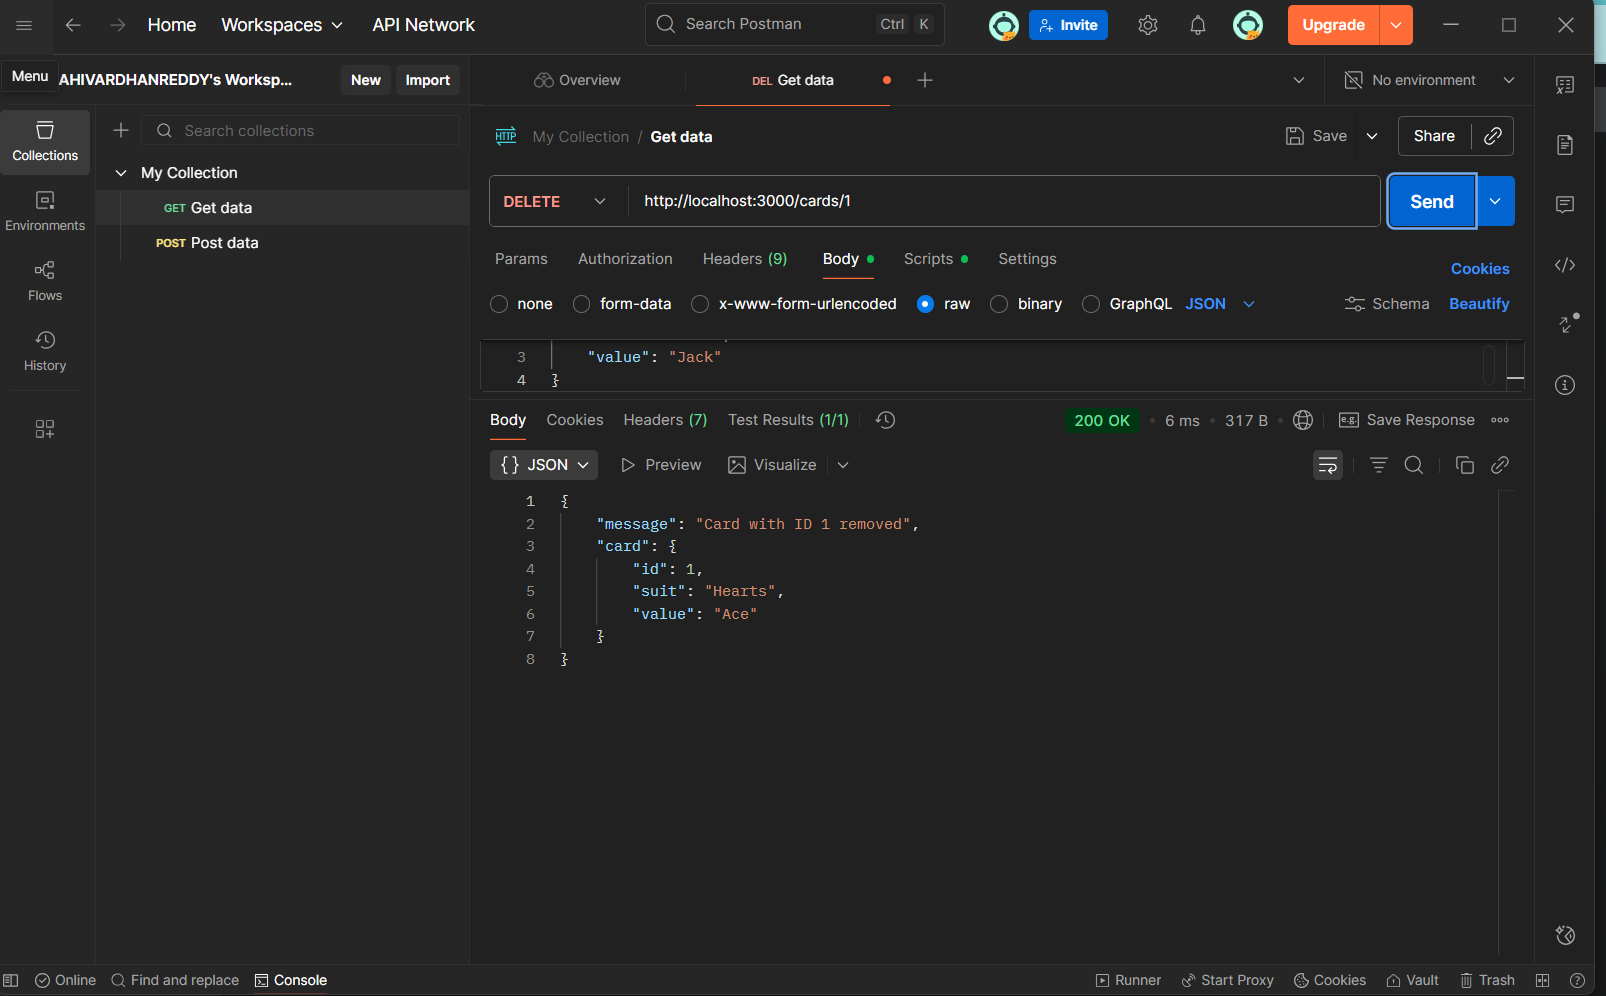 Home Workspaces API Network Search Postman Ctrl K Invite Upgrade
Menu AHIVARDHANREDDY's Worksp... New Import Overview DEL Get data No environment
Collections
Environments
Flows
History
Search collections
My Collection
GET Get data
POST Post data
HTTP My Collection / Get data Save Share
DELETE http://localhost:3000/cards/1 Send
Params Authorization Headers (9) Body Scripts Settings Cookies
none form-data x-www-form-urlencoded raw binary GraphQL JSON Schema Beautify
3 "value": "Jack"
4 }
Body Cookies Headers (7) Test Results (1/1) 200 OK • 6 ms • 317 B • e.g. Save Response
{} JSON Preview Visualize
1 {
2 "message": "Card with ID 1 removed",
3 "card": {
4 "id": 1,
5 "suit": "Hearts",
6 "value": "Ace"
7 }
8 }
Online Find and replace Console Runner Start Proxy Cookies Vault Trash